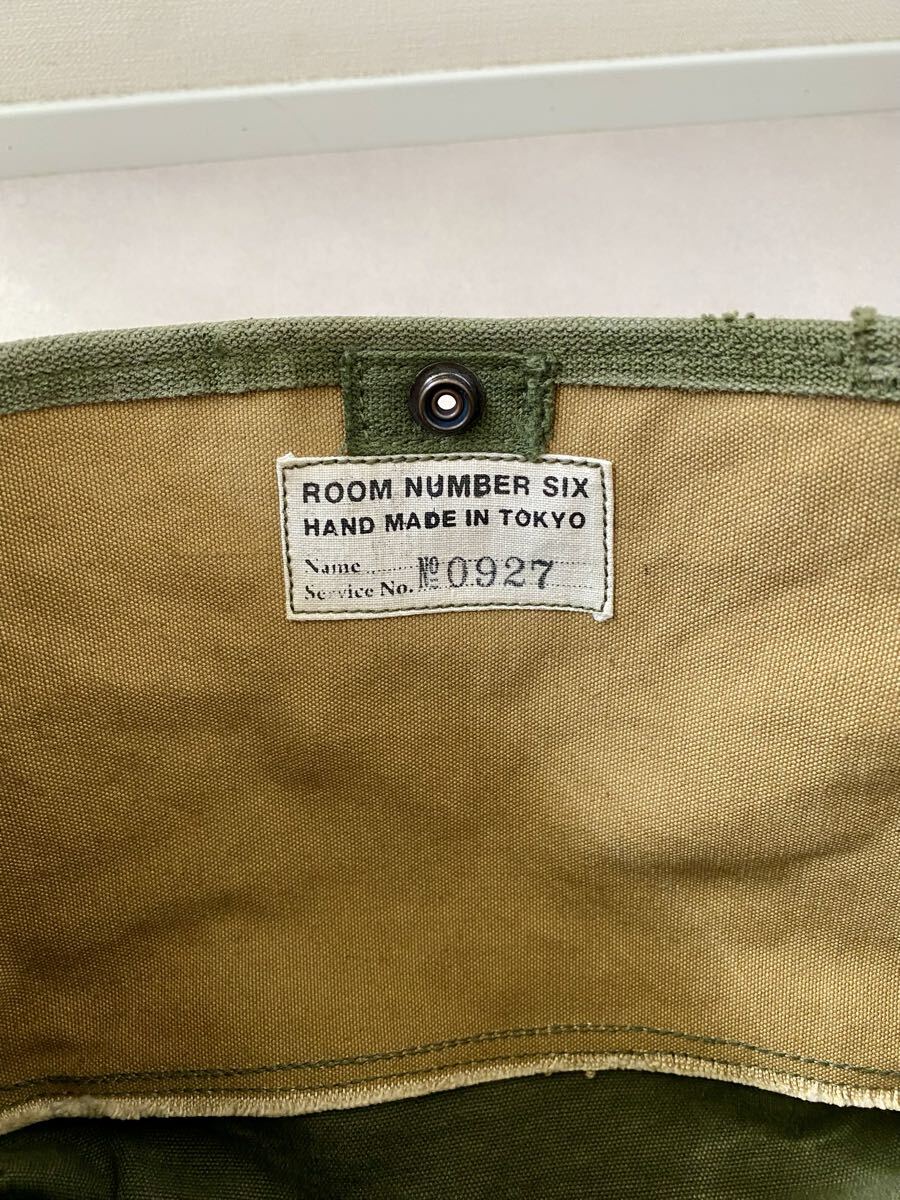 ROOM NUMBER SIX
HAND MADE IN TOKYO
Name
Service No. № 0927